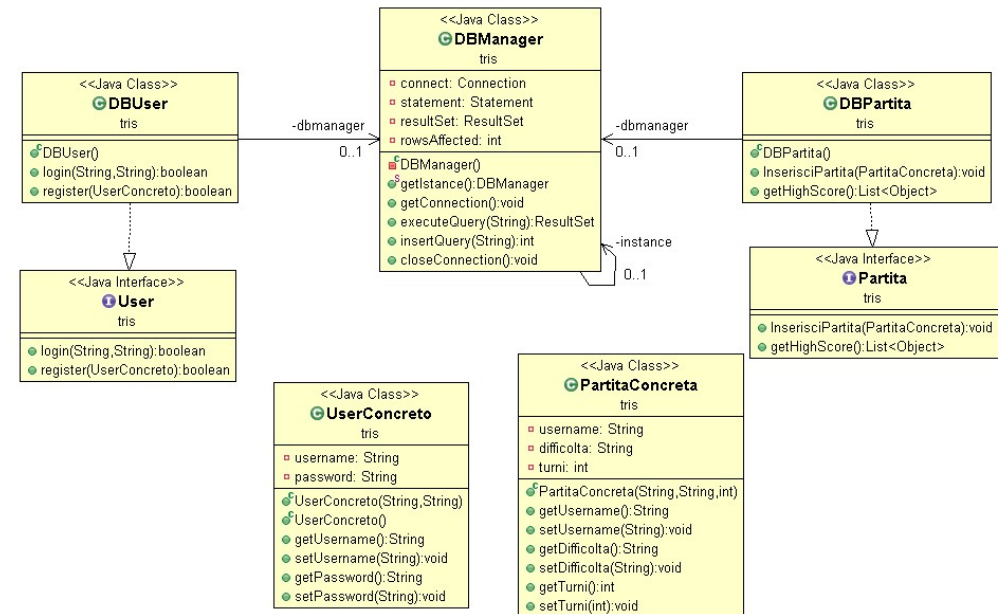 <<Java Class>>
DBManager
tris
connect: Connection
statement: Statement
resultSet: ResultSet
rowsAffected: int
DBManager()
getIstance():DBManager
getConnection():void
executeQuery(String):ResultSet
insertQuery(String):int
closeConnection():void
<<Java Class>>
DBUser
tris
DBUser()
login(String,String):boolean
register(UserConcreto):boolean
-dbmanager
0..1
-dbmanager
0..1
<<Java Class>>
DBPartita
tris
DBPartita()
InserisciPartita(PartitaConcreta):void
getHighScore():List<Object>
-instance
0..1
<<Java Interface>>
User
tris
login(String,String):boolean
register(UserConcreto):boolean
<<Java Interface>>
Partita
tris
InserisciPartita(PartitaConcreta):void
getHighScore():List<Object>
<<Java Class>>
UserConcreto
tris
username: String
password: String
UserConcreto(String,String)
UserConcreto()
getUsername():String
setUsername(String):void
getPassword():String
setPassword(String):void
<<Java Class>>
PartitaConcreta
tris
username: String
difficolta: String
turni: int
PartitaConcreta(String,String,int)
getUsername():String
setUsername(String):void
getDifficolta():String
setDifficolta(String):void
getTurni():int
setTurni(int):void